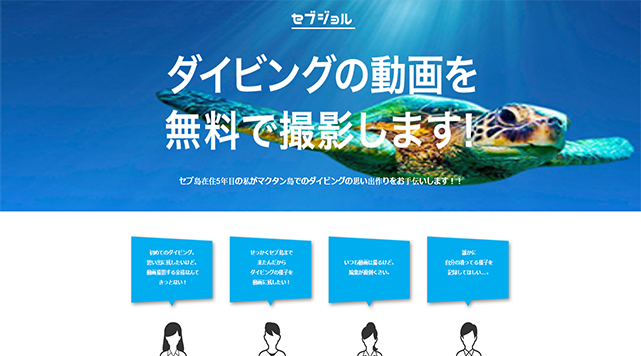 セブジョル
ダイビングの動画を
無料で撮影します!
セブ島在住5年目の私がマクタン島でのダイビングの思い出作りをお手伝いします！！
初めてのダイビング。
思い出に残したいけど、
動画撮影する余裕なんて
きっとない！
せっかくセブ島まで
来たんだから
ダイビングの様子を
動画に残したい！
いつも動画は撮るけど、
編集が面倒くさい。
誰かに
自分の潜ってる様子を
記録してほしい...。